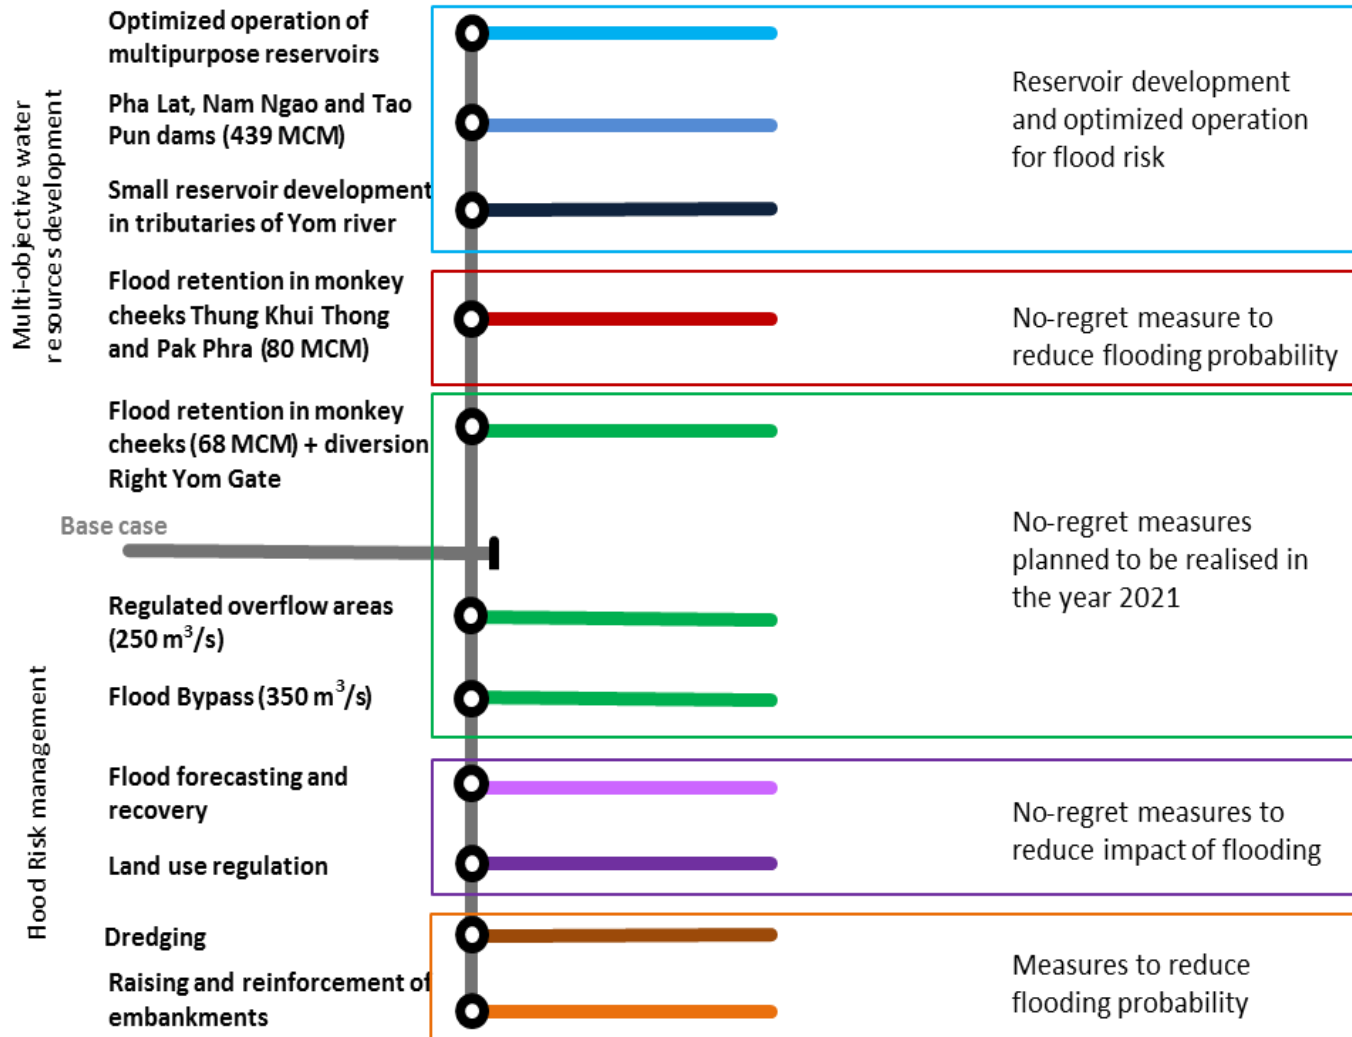 Multi-objective water
resources development
Optimized operation of
multipurpose reservoirs
Pha Lat, Nam Ngao and Tao
Pun dams (439 MCM)
Small reservoir development
in tributaries of Yom river
Reservoir development
and optimized operation
for flood risk
Flood retention in monkey
cheeks Thung Khui Thong
and Pak Phra (80 MCM)
No-regret measure to
reduce flooding probability
Flood retention in monkey
cheeks (68 MCM) + diversion
Right Yom Gate
Base case
No-regret measures
planned to be realised in
the year 2021
Flood Risk management
Regulated overflow areas
(250 m³/s)
Flood Bypass (350 m³/s)
Flood forecasting and
recovery
Land use regulation
No-regret measures to
reduce impact of flooding
Dredging
Raising and reinforcement of
embankments
Measures to reduce
flooding probability